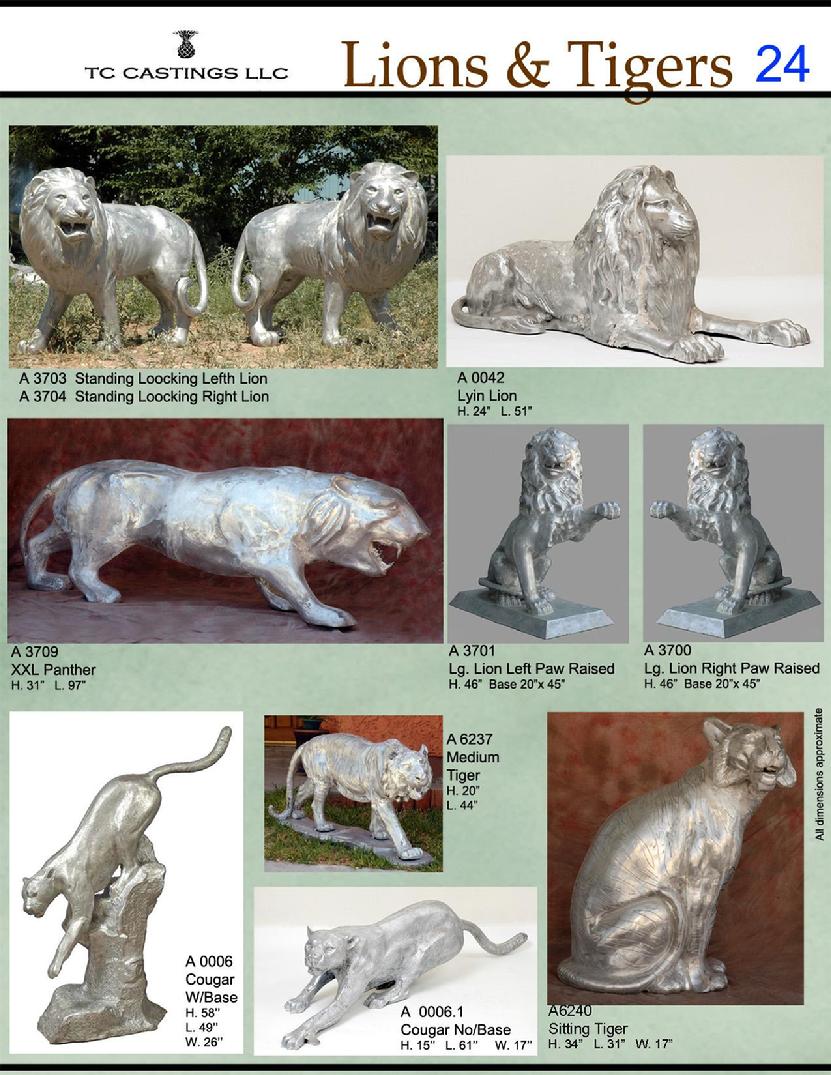 TC CASTINGS LLC
Lions & Tigers 24
A 3703 Standing Loocking Lefth Lion
A 3704 Standing Loocking Right Lion
A 0042
Lyin Lion
H. 24" L. 51"
A 3709
XXL Panther
H. 31" L. 97"
A 3701
Lg. Lion Left Paw Raised
H. 46" Base 20"x 45"
A 3700
Lg. Lion Right Paw Raised
H. 46" Base 20"x 45"
All dimensions approximate
A 6237
Medium
Tiger
H. 20"
L. 44"
A 0006
Cougar
W/Base
H. 58"
L. 49"
W. 26"
A 0006.1
Cougar No/Base
H. 15" L. 61" W. 17"
A6240
Sitting Tiger
H. 34" L. 31" W. 17"